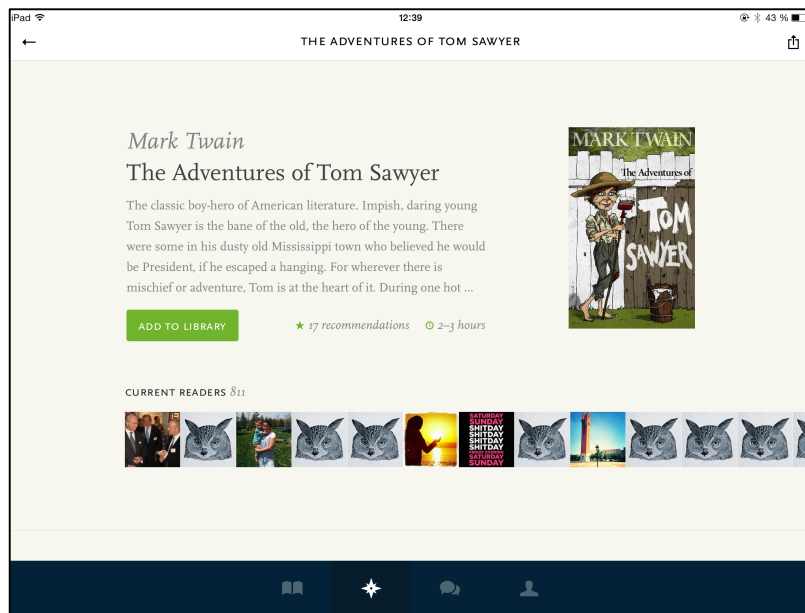 iPad 12:39 43 %
THE ADVENTURES OF TOM SAWYER
Mark Twain
The Adventures of Tom Sawyer
The classic boy-hero of American literature. Impish, daring young
Tom Sawyer is the bane of the old, the hero of the young. There
were some in his dusty old Mississippi town who believed he would
be President, if he escaped a hanging. For wherever there is
mischief or adventure, Tom is at the heart of it. During one hot ...
ADD TO LIBRARY
17 recommendations
2–3 hours
MARK TWAIN
The Adventures of
TOM
SAWYER
CURRENT READERS 811
SATURDAY
SUNDAY
SHITDAY
SHITDAY
SHITDAY
SHITDAY
FRIDAY EVENING
SATURDAY
SUNDAY